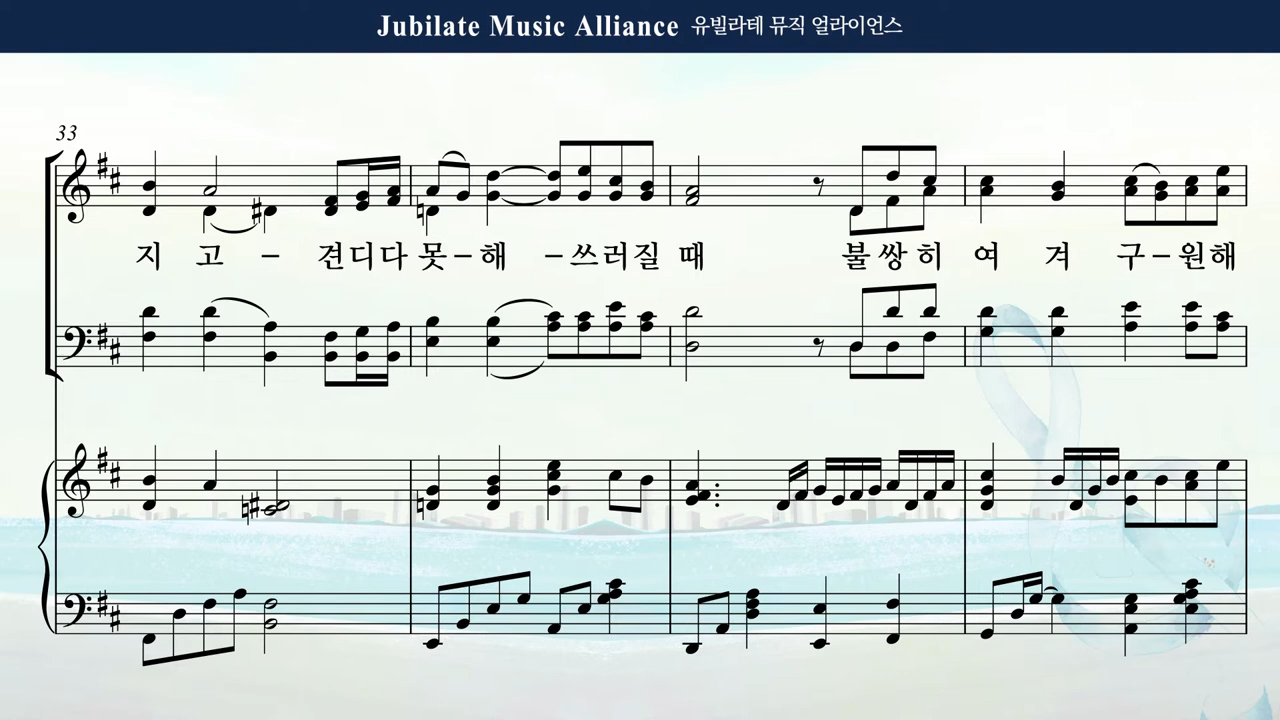 Jubilate Music Alliance 유빌라테 뮤직 얼라이언스
33
지 고 – 견디다 못–해 –쓰러질 때 불쌍히 여 겨 구–원해